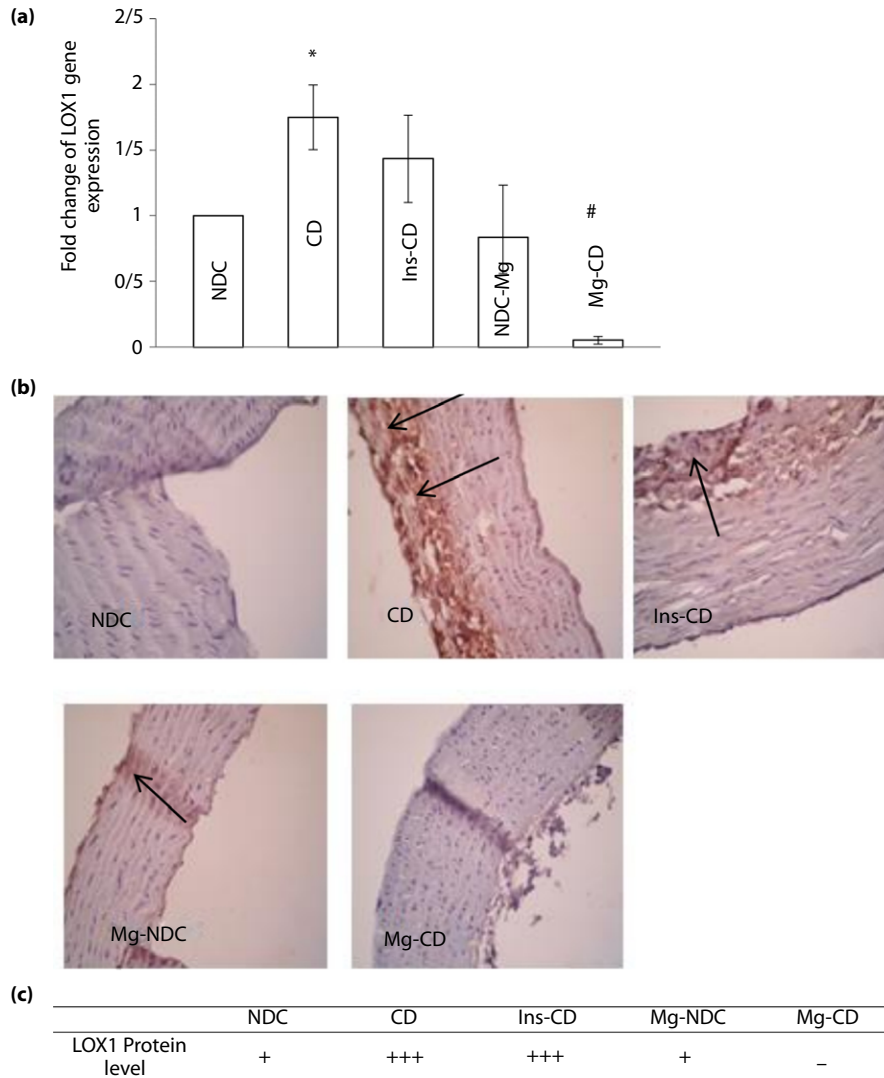 (a)
Fold change of LOX1 gene
expression
2/5
2
1/5
1
0/5
0
*
#
NDC
CD
Ins-CD
NDC-Mg
Mg-CD
(b)
NDC
CD
Ins-CD
Mg-NDC
Mg-CD
(c)
NDC CD Ins-CD Mg-NDC Mg-CD
LOX1 Protein
level + +++ +++ + –